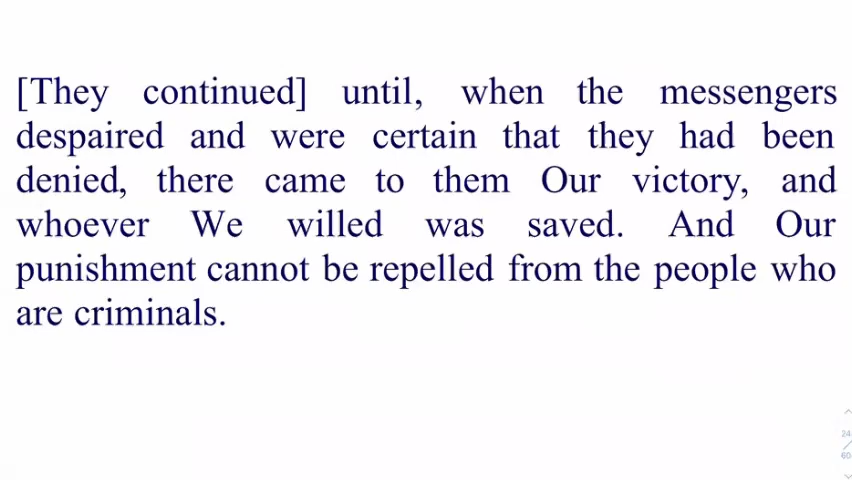 [They continued] until, when the messengers
despaired and were certain that they had been
denied, there came to them Our victory, and
whoever We willed was saved. And Our
punishment cannot be repelled from the people who
are criminals.
24
60